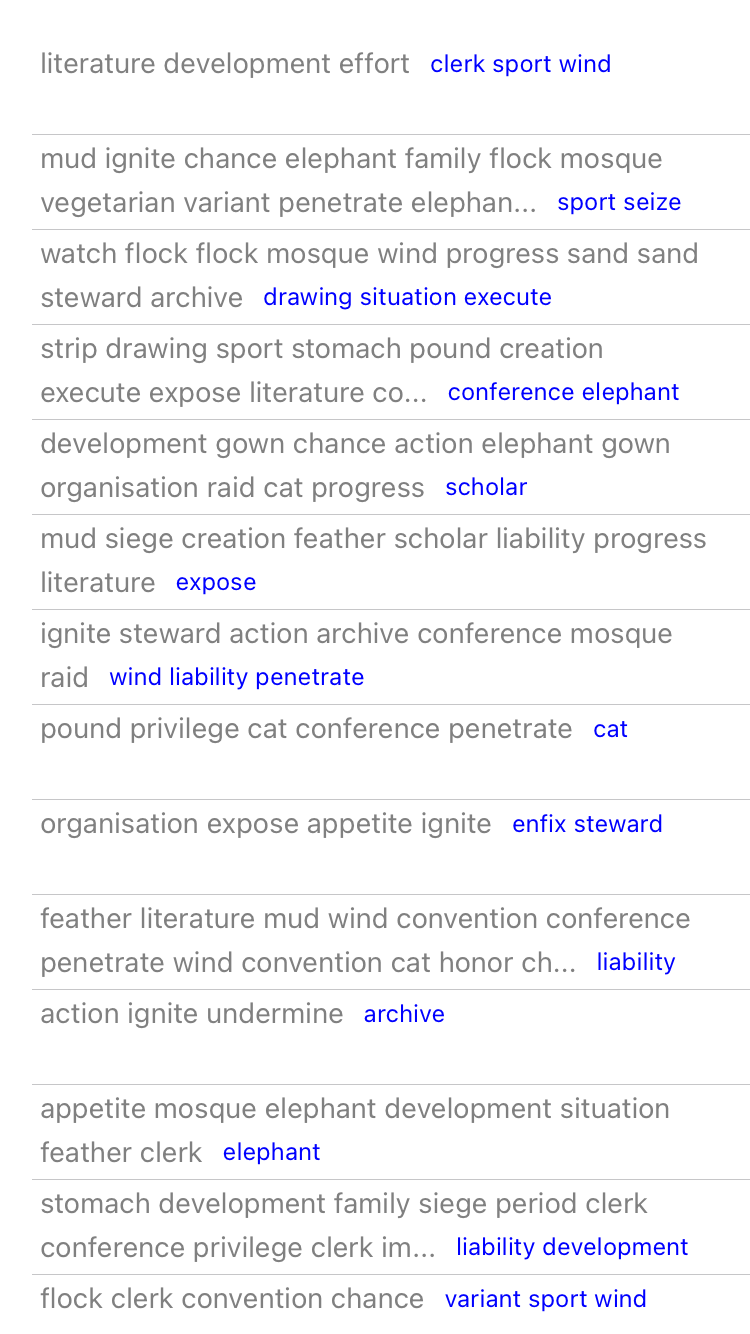 literature development effort clerk sport wind
mud ignite chance elephant family flock mosque
vegetarian variant penetrate elephan... sport seize
watch flock flock mosque wind progress sand sand
steward archive drawing situation execute
strip drawing sport stomach pound creation
execute expose literature co... conference elephant
development gown chance action elephant gown
organisation raid cat progress scholar
mud siege creation feather scholar liability progress
literature expose
ignite steward action archive conference mosque
raid wind liability penetrate
pound privilege cat conference penetrate cat
organisation expose appetite ignite enfix steward
feather literature mud wind convention conference
penetrate wind convention cat honor ch... liability
action ignite undermine archive
appetite mosque elephant development situation
feather clerk elephant
stomach development family siege period clerk
conference privilege clerk im... liability development
flock clerk convention chance variant sport wind